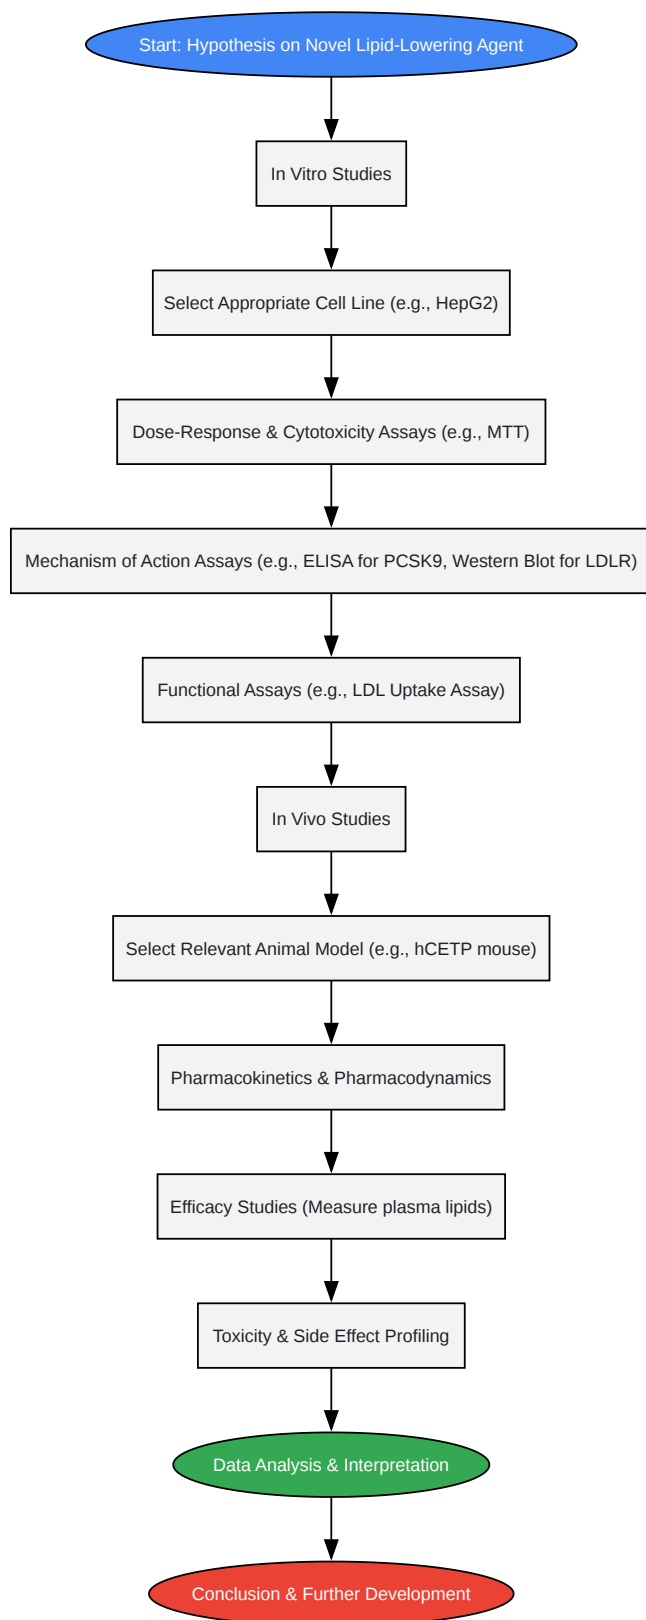 Start: Hypothesis on Novel Lipid-Lowering Agent
In Vitro Studies
Select Appropriate Cell Line (e.g., HepG2)
Dose-Response & Cytotoxicity Assays (e.g., MTT)
Mechanism of Action Assays (e.g., ELISA for PCSK9, Western Blot for LDLR)
Functional Assays (e.g., LDL Uptake Assay)
In Vivo Studies
Select Relevant Animal Model (e.g., hCETP mouse)
Pharmacokinetics & Pharmacodynamics
Efficacy Studies (Measure plasma lipids)
Toxicity & Side Effect Profiling
Data Analysis & Interpretation
Conclusion & Further Development